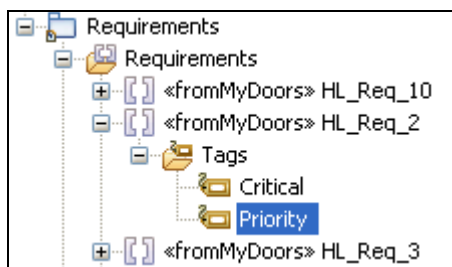 Requirements
Requirements
«fromMyDoors» HL_Req_10
«fromMyDoors» HL_Req_2
Tags
Critical
Priority
«fromMyDoors» HL_Req_3